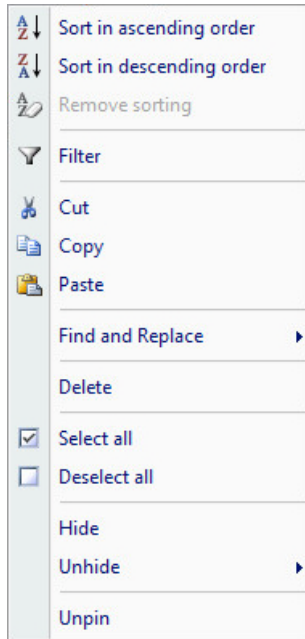 Sort in ascending order
Sort in descending order
Remove sorting
Filter
Cut
Copy
Paste
Find and Replace
Delete
Select all
Deselect all
Hide
Unhide
Unpin